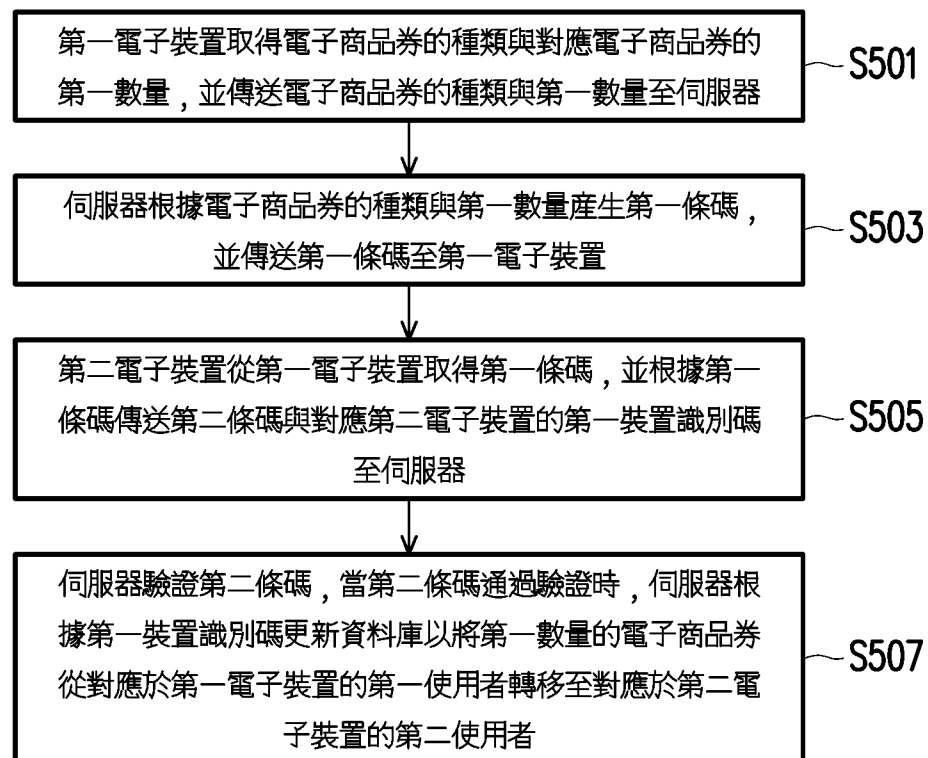 第一電子裝置取得電子商品券的種類與對應電子商品券的
第一數量，並傳送電子商品券的種類與第一數量至伺服器
S501
伺服器根據電子商品券的種類與第一數量產生第一條碼，
並傳送第一條碼至第一電子裝置
S503
第二電子裝置從第一電子裝置取得第一條碼，並根據第一
條碼傳送第二條碼與對應第二電子裝置的第一裝置識別碼
至伺服器
S505
伺服器驗證第二條碼，當第二條碼通過驗證時，伺服器根
據第一裝置識別碼更新資料庫以將第一數量的電子商品券
從對應於第一電子裝置的第一使用者轉移至對應於第二電
子裝置的第二使用者
S507